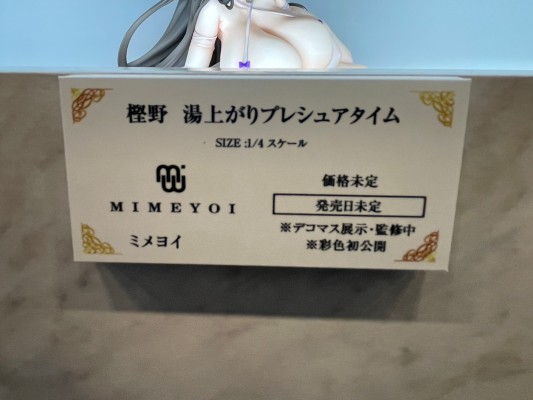 樫野 湯上がりプレシュアタイム
SIZE :1/4 スケール
MIMEYOI
ミメヨイ
価格未定
発売日未定
※デコマス展示・監修中
※彩色初公開